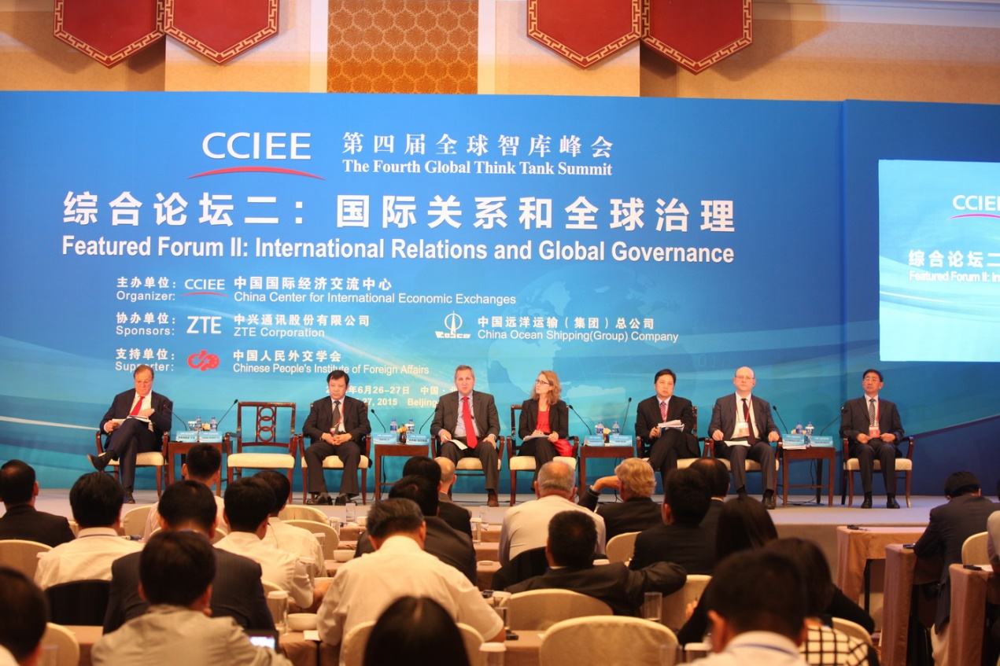 CCIEE
第四届全球智库峰会
The Fourth Global Think Tank Summit
综合论坛二：国际关系和全球治理
Featured Forum II: International Relations and Global Governance
主办单位： CCIEE 中国国际经济交流中心
Organizer: China Center for International Economic Exchanges
协办单位： ZTE 中兴通讯股份有限公司
Sponsors: ZTE Corporation
COSCO 中国远洋运输（集团）总公司
China Ocean Shipping(Group) Company
支持单位： 中国人民外交学会
Supporter: Chinese People's Institute of Foreign Affairs
年6月26-27日 中国·
27, 2015 Beijing
CCIEE
综合论坛二
Featured Forum II: